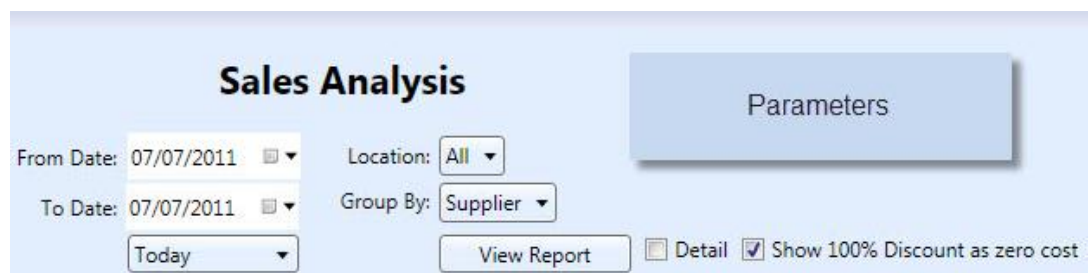 Sales Analysis
Parameters
From Date: 07/07/2011 Location: All
To Date: 07/07/2011 Group By: Supplier
Today View Report Detail Show 100% Discount as zero cost